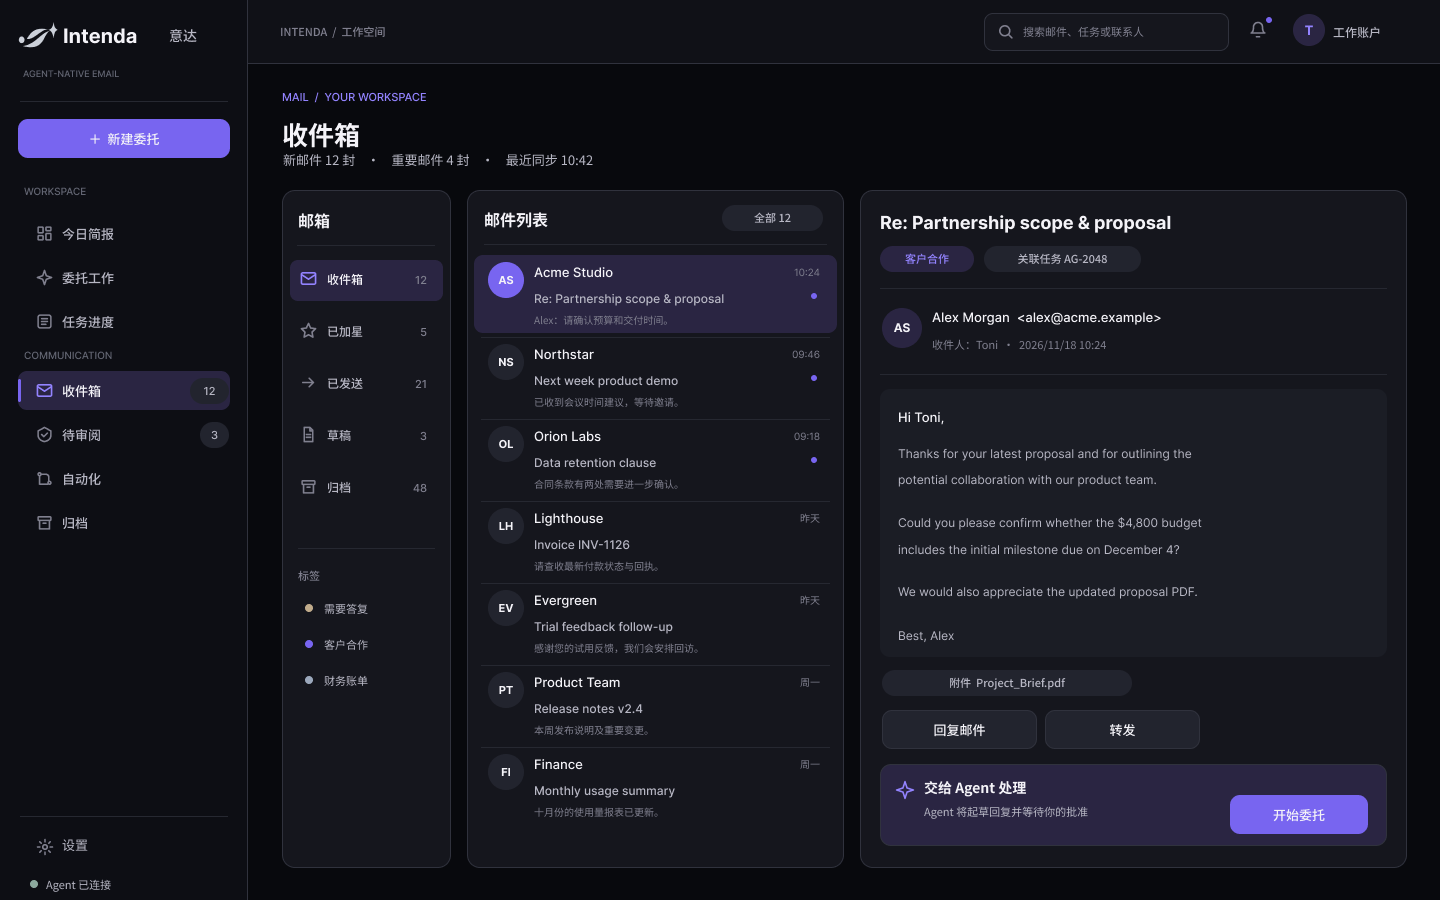 Intenda 意达
AGENT-NATIVE EMAIL
+ 新建委托
WORKSPACE
今日简报
委托工作
任务进度
COMMUNICATION
收件箱 12
待审阅 3
自动化
归档
设置
Agent 已连接
INTENDA / 工作空间
搜索邮件、任务或联系人
T 工作账户
MAIL / YOUR WORKSPACE
收件箱
新邮件 12 封 • 重要邮件 4 封 • 最近同步 10:42
邮箱
收件箱 12
已加星 5
已发送 21
草稿 3
归档 48
标签
需要答复
客户合作
财务账单
邮件列表 全部 12
AS Acme Studio 10:24
Re: Partnership scope & proposal
Alex：请确认预算和交付时间。
NS Northstar 09:46
Next week product demo
已收到会议时间建议，等待邀请。
OL Orion Labs 09:18
Data retention clause
合同条款有两处需要进一步确认。
LH Lighthouse 昨天
Invoice INV-1126
请查收最新付款状态与回执。
EV Evergreen 昨天
Trial feedback follow-up
感谢您的试用反馈，我们会安排回访。
PT Product Team 周一
Release notes v2.4
本周发布说明及重要变更。
FI Finance 周一
Monthly usage summary
十月份的使用量报表已更新。
Re: Partnership scope & proposal
客户合作 关联任务 AG-2048
AS Alex Morgan <alex@acme.example>
收件人：Toni • 2026/11/18 10:24
Hi Toni,
Thanks for your latest proposal and for outlining the
potential collaboration with our product team.
Could you please confirm whether the $4,800 budget
includes the initial milestone due on December 4?
We would also appreciate the updated proposal PDF.
Best, Alex
附件 Project_Brief.pdf
回复邮件 转发
交给 Agent 处理
Agent 将起草回复并等待你的批准
开始委托